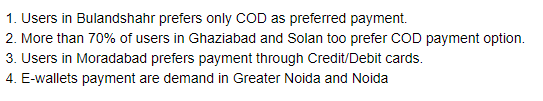 1. Users in Bulandshahr prefers only COD as preferred payment.
2. More than 70% of users in Ghaziabad and Solan too prefer COD payment option.
3. Users in Moradabad prefers payment through Credit/Debit cards.
4. E-wallets payment are demand in Greater Noida and Noida